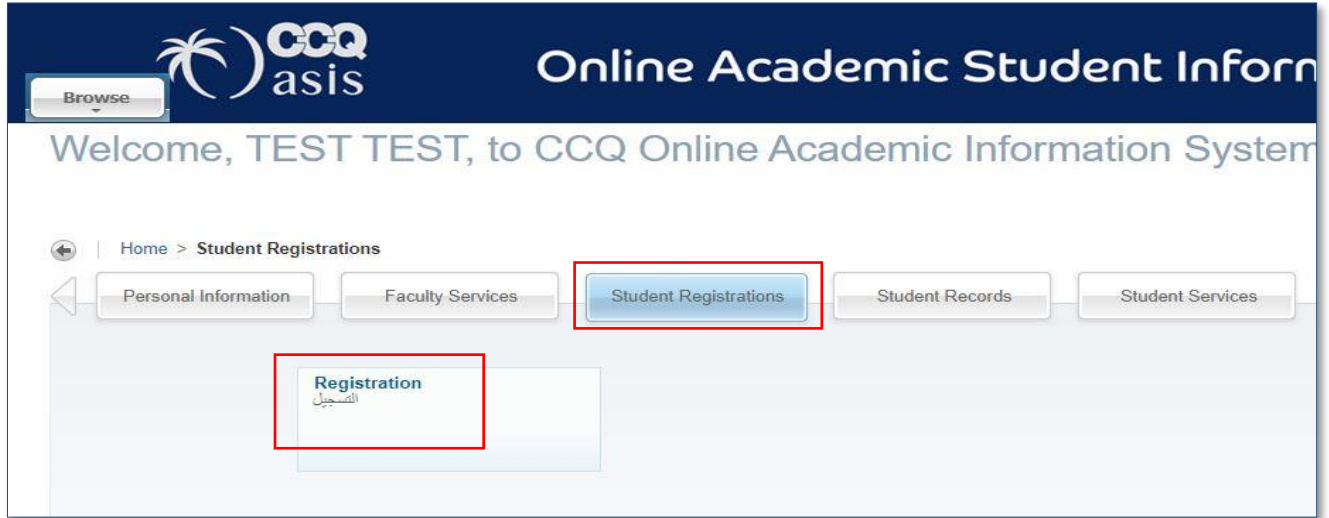 CCQ
asis
Online Academic Student Inform
Browse
Welcome, TEST TEST, to CCQ Online Academic Information System
Home > Student Registrations
Personal Information
Faculty Services
Student Registrations
Student Records
Student Services
Registration
التسجيل